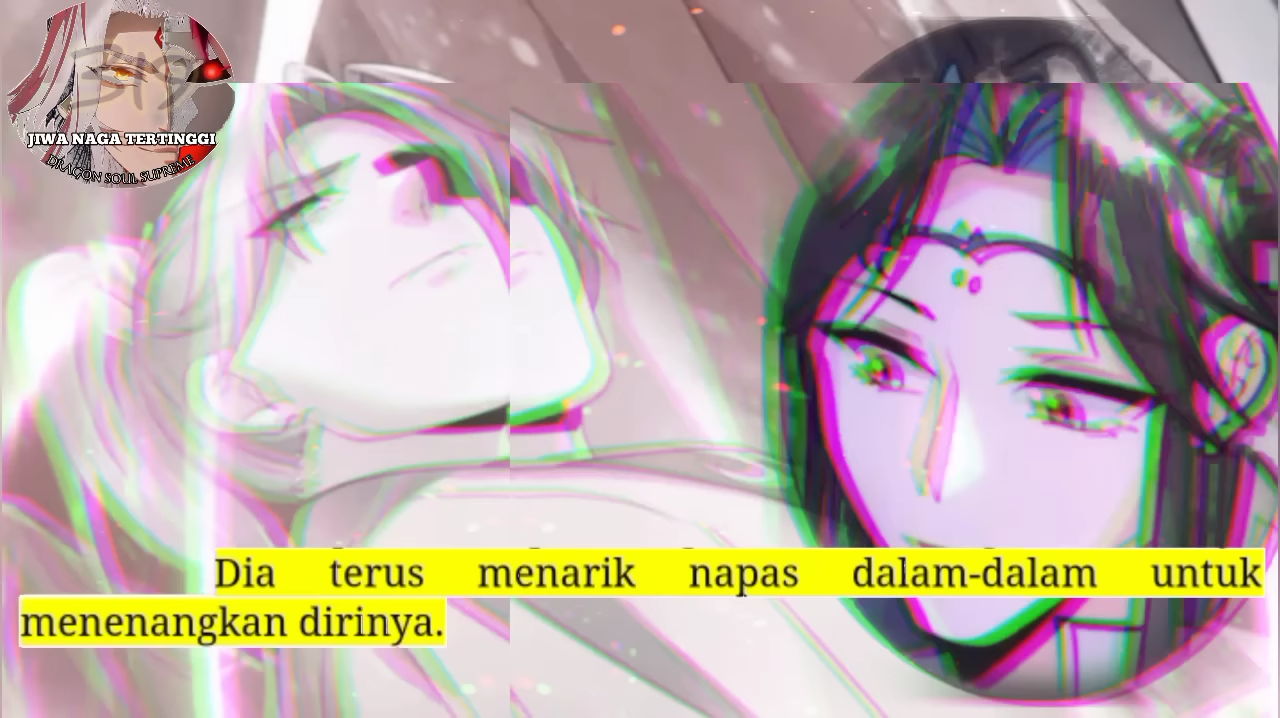 JIWA NAGA TERTINGGI
DRAGON SOUL SUPREME
Dia terus menarik napas dalam-dalam untuk
menenangkan dirinya.